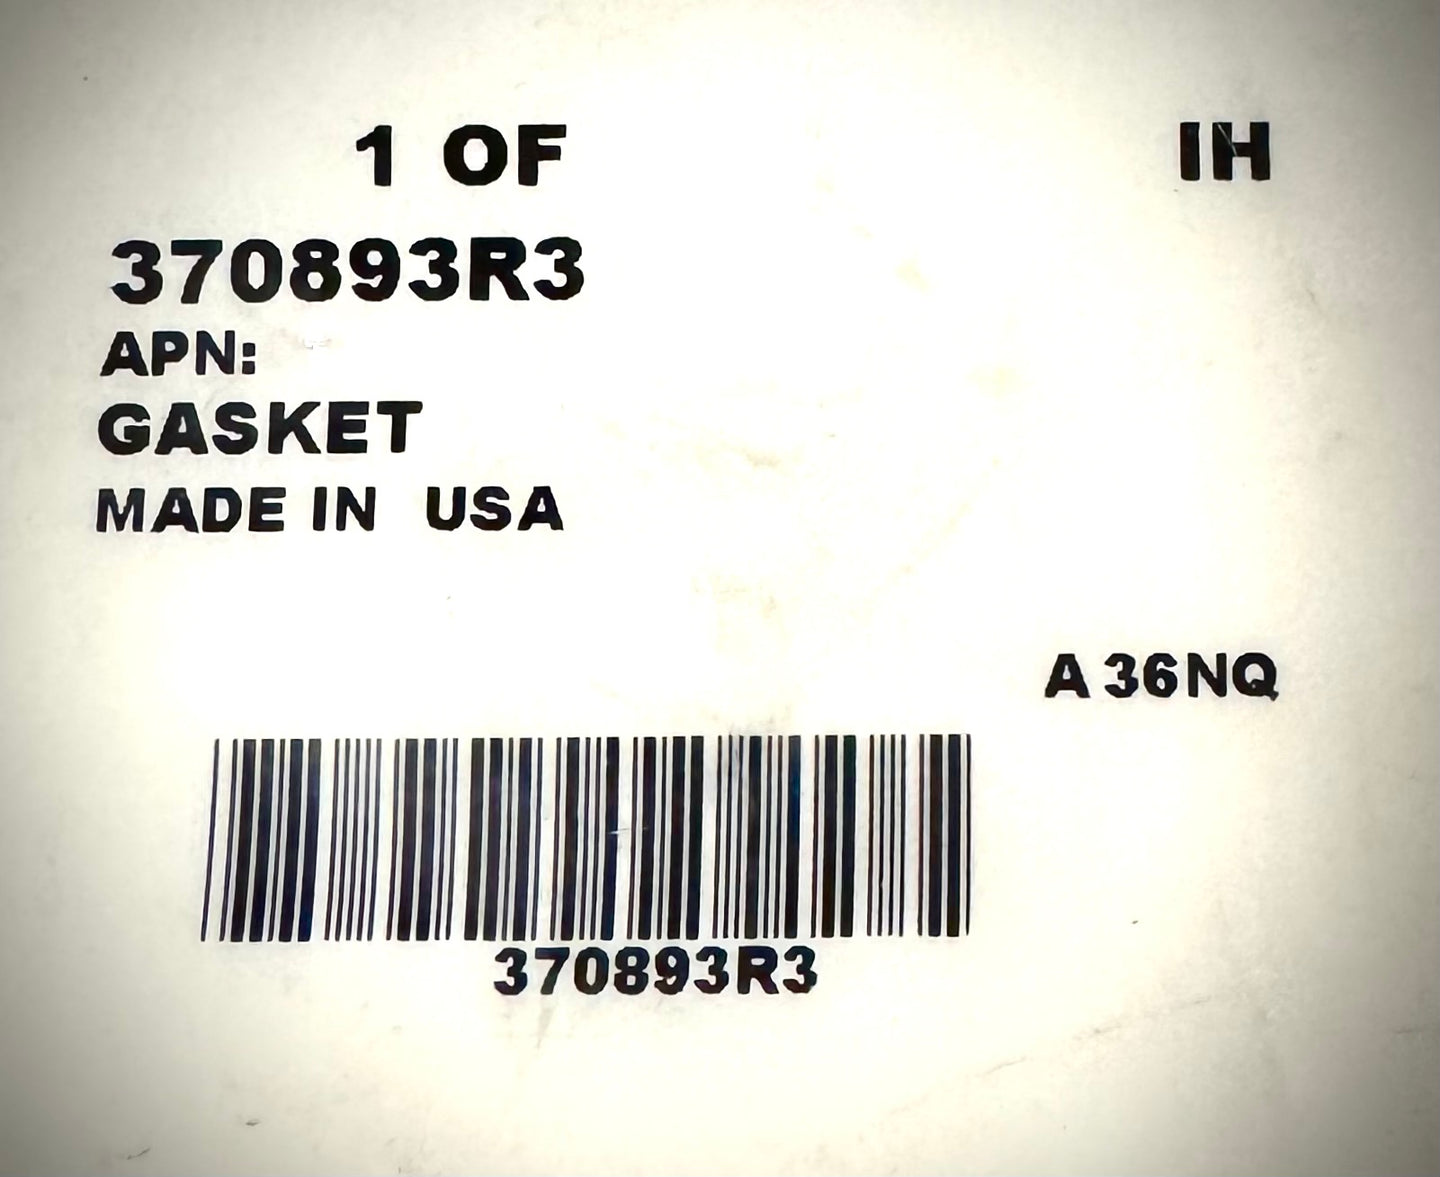 1 OF IH
370893R3
APN:
GASKET
MADE IN USA
A 36NQ
370893R3